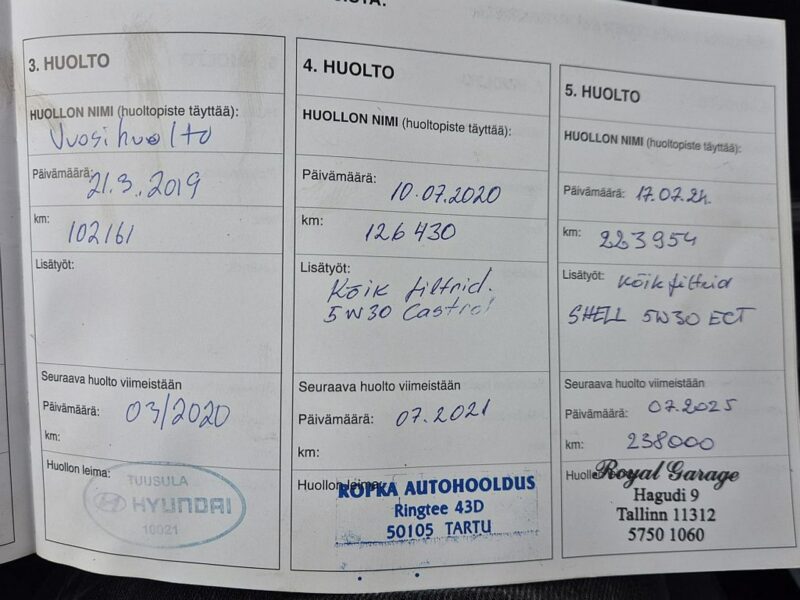 3. HUOLTO
HUOLLON NIMI (huoltopiste täyttää):
Vuosihuolto
Päivämäärä: 21.3.2019
km: 102161
Lisätyöt:
Seuraava huolto viimeistään
Päivämäärä: 03/2020
km:
Huollon leima:
TUUSULA
HYUNDAI
10021
4. HUOLTO
HUOLLON NIMI (huoltopiste täyttää):
Päivämäärä: 10.07.2020
km: 126 430
Lisätyöt:
Kõik filtrid.
5W30 Castrol
Seuraava huolto viimeistään
Päivämäärä: 07.2021
km:
Huollon leima:
ROPKA AUTOHOOLDUS
Ringtee 43D
50105 TARTU
5. HUOLTO
HUOLLON NIMI (huoltopiste täyttää):
Päivämäärä: 17.07.24.
km: 223954
Lisätyöt: Kõik filtrid
SHELL 5W30 ECT
Seuraava huolto viimeistään
Päivämäärä: 07.2025
km: 238000
Royal Garage
Hagudi 9
Tallinn 11312
5750 1060